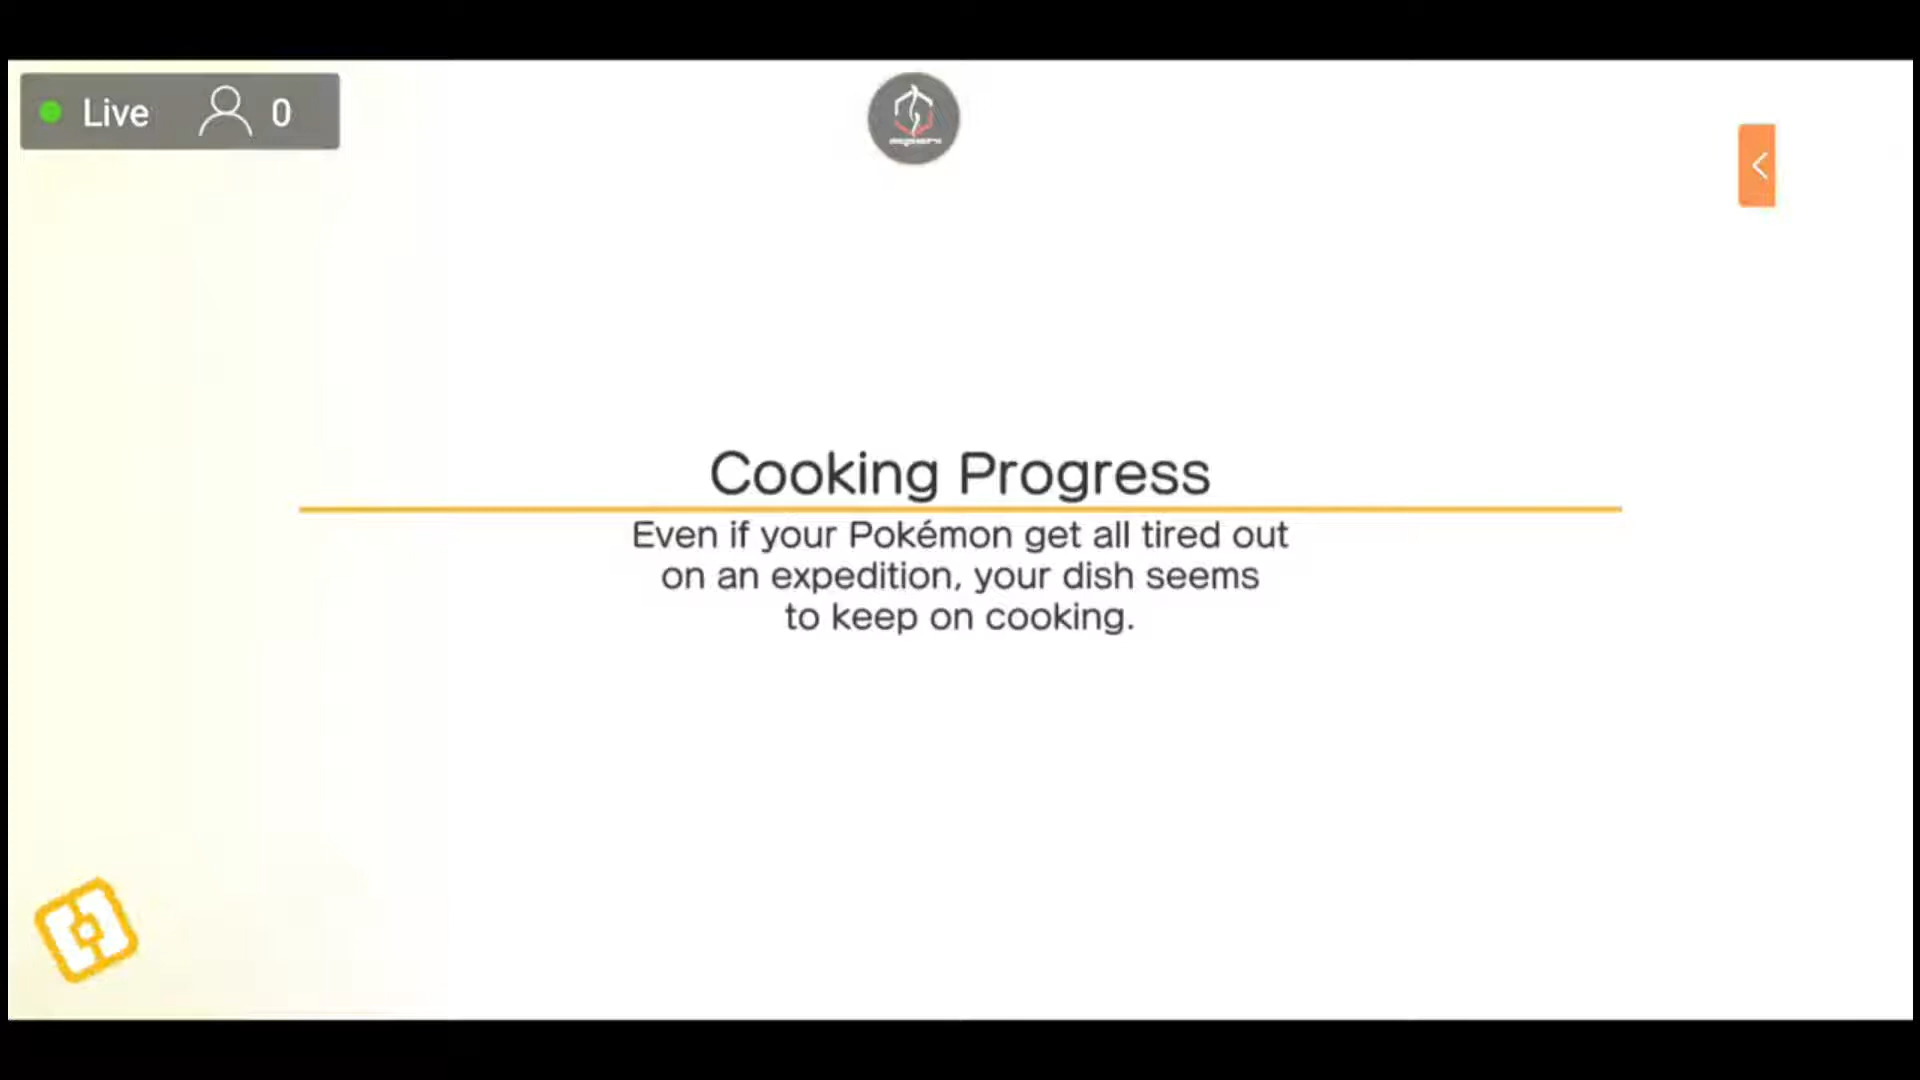 Live 0
Cooking Progress
Even if your Pokémon get all tired out
on an expedition, your dish seems
to keep on cooking.